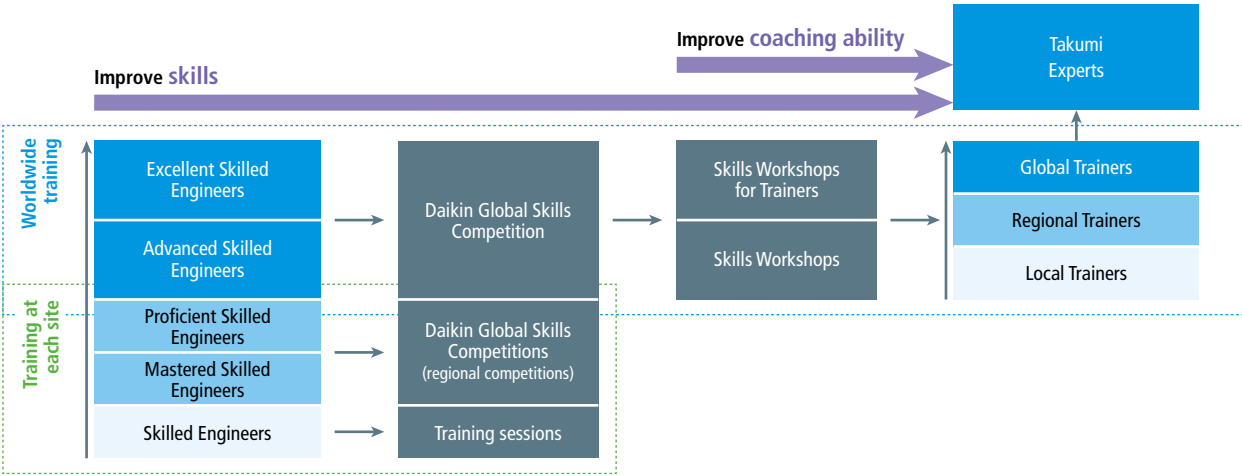 Improve coaching ability
Improve skills
Takumi
Experts
Worldwide
training
Excellent Skilled
Engineers
Advanced Skilled
Engineers
Daikin Global Skills
Competition
Skills Workshops
for Trainers
Skills Workshops
Global Trainers
Regional Trainers
Local Trainers
Training at
each site
Proficient Skilled
Engineers
Mastered Skilled
Engineers
Skilled Engineers
Daikin Global Skills
Competitions
(regional competitions)
Training sessions